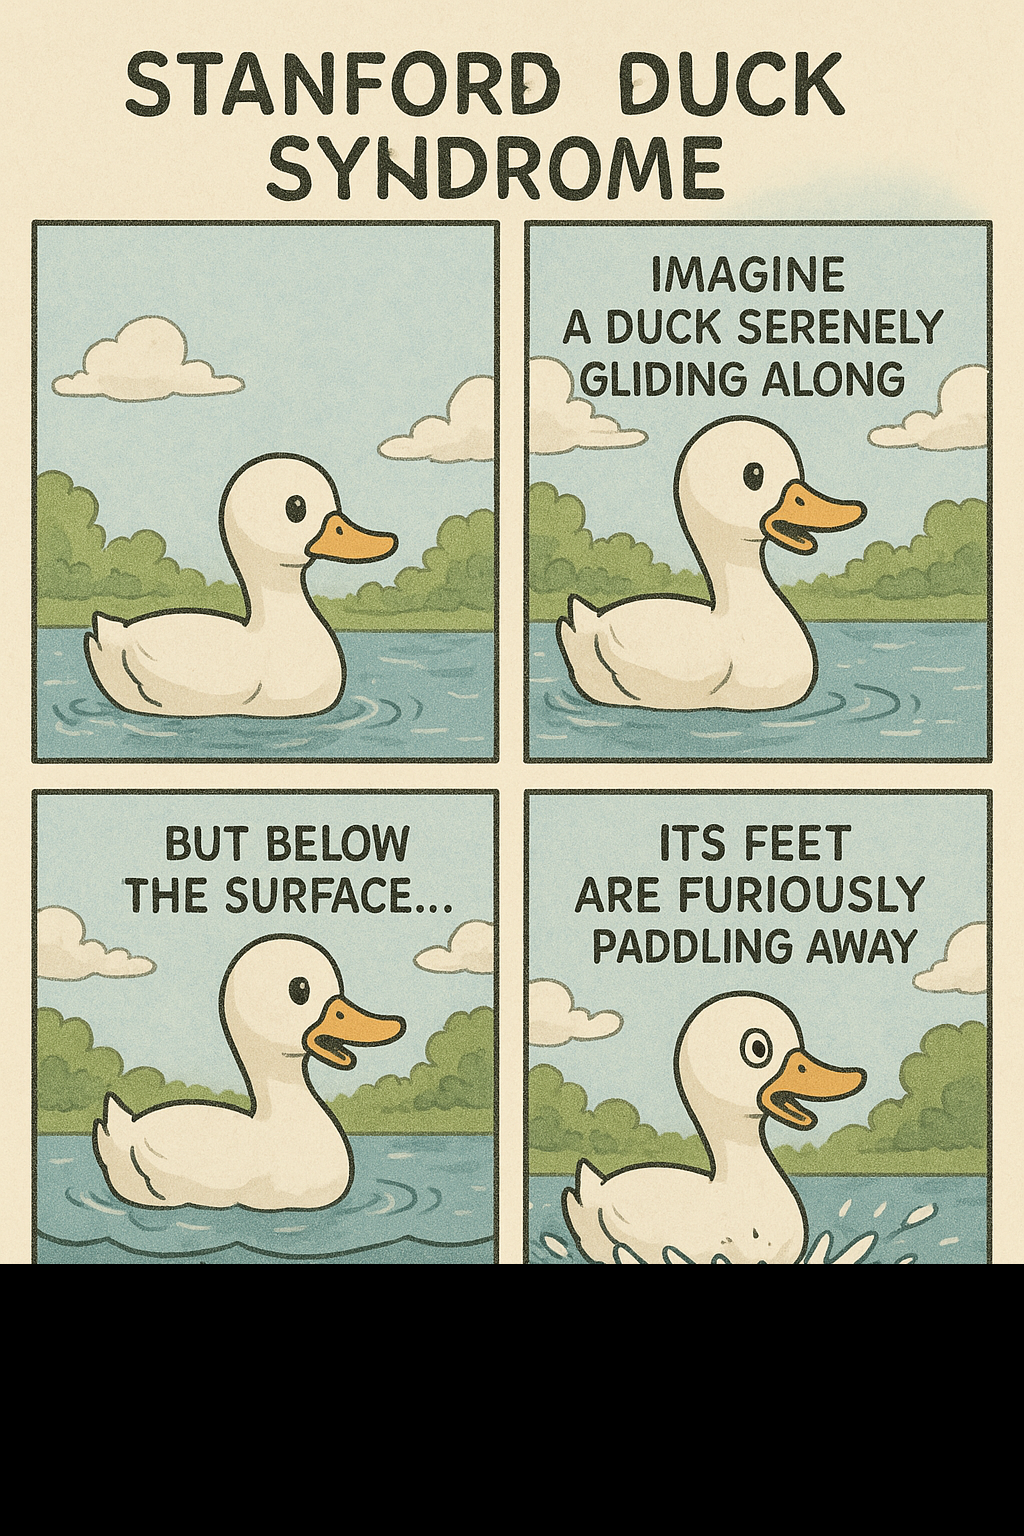 STANFORD DUCK
SYNDROME
IMAGINE
A DUCK SERENELY
GLIDING ALONG
BUT BELOW
THE SURFACE...
ITS FEET
ARE FURIOUSLY
PADDLING AWAY